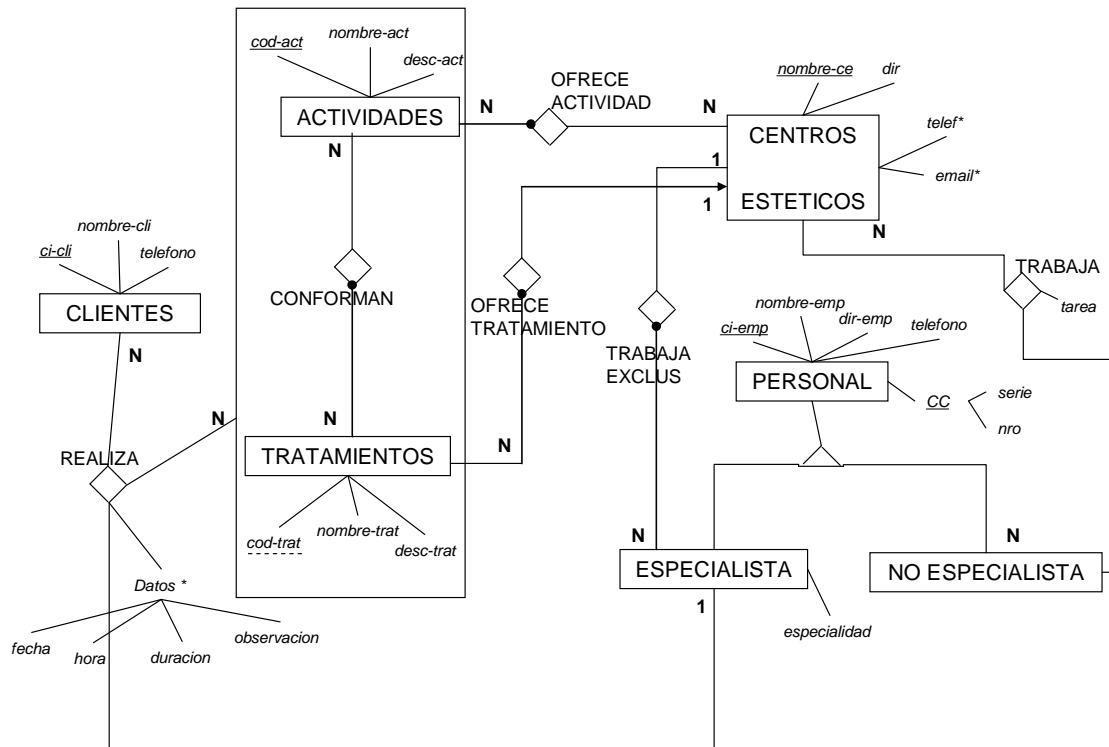 cod-act
nombre-act
desc-act
ACTIVIDADES
N
OFRECE
ACTIVIDAD
N
nombre-ce
dir
CENTROS
telef*
email*
1
ESTETICOS
1
N
N
nombre-cli
ci-cli
telefono
CLIENTES
N
CONFORMAN
OFRECE
TRATAMIENTO
TRABAJA
EXCLUS
TRABAJA
tarea
nombre-emp
ci-emp
dir-emp
telefono
PERSONAL
CC
serie
nro
N
N
TRATAMIENTOS
N
REALIZA
cod-trat
nombre-trat
desc-trat
N
ESPECIALISTA
N
NO ESPECIALISTA
1
especialidad
Datos *
fecha
hora
duracion
observacion